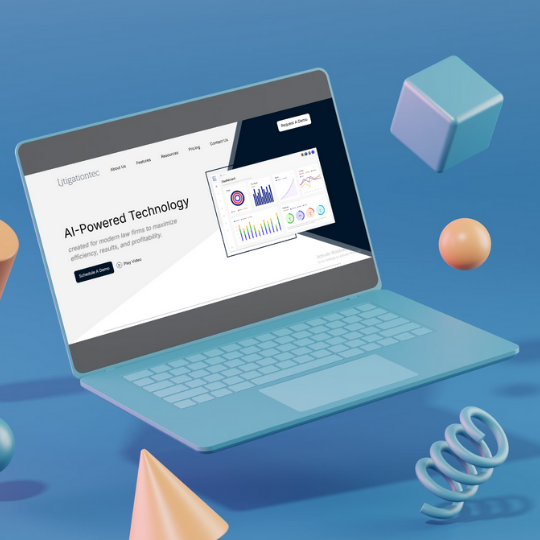 Litigationtec
About Us
Features
Resources
Pricing
Contact Us
Request A Demo
Dashboard
AI-Powered Technology
created for modern law firms to maximize
efficiency, results, and profitability.
Schedule A Demo
Play Video